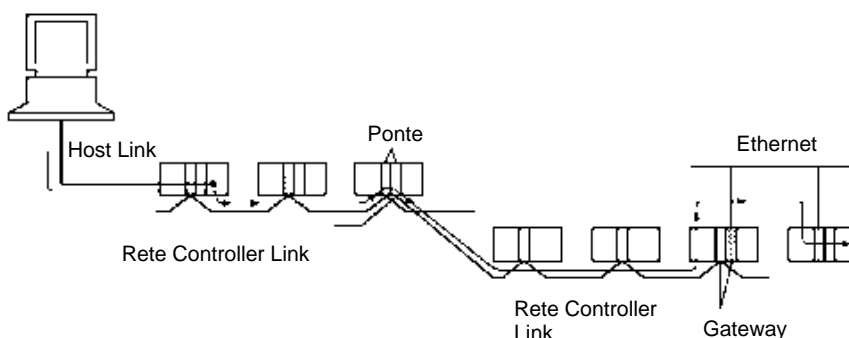 Host Link
Ponte
Ethernet
Rete Controller Link
Rete Controller
Link
Gateway